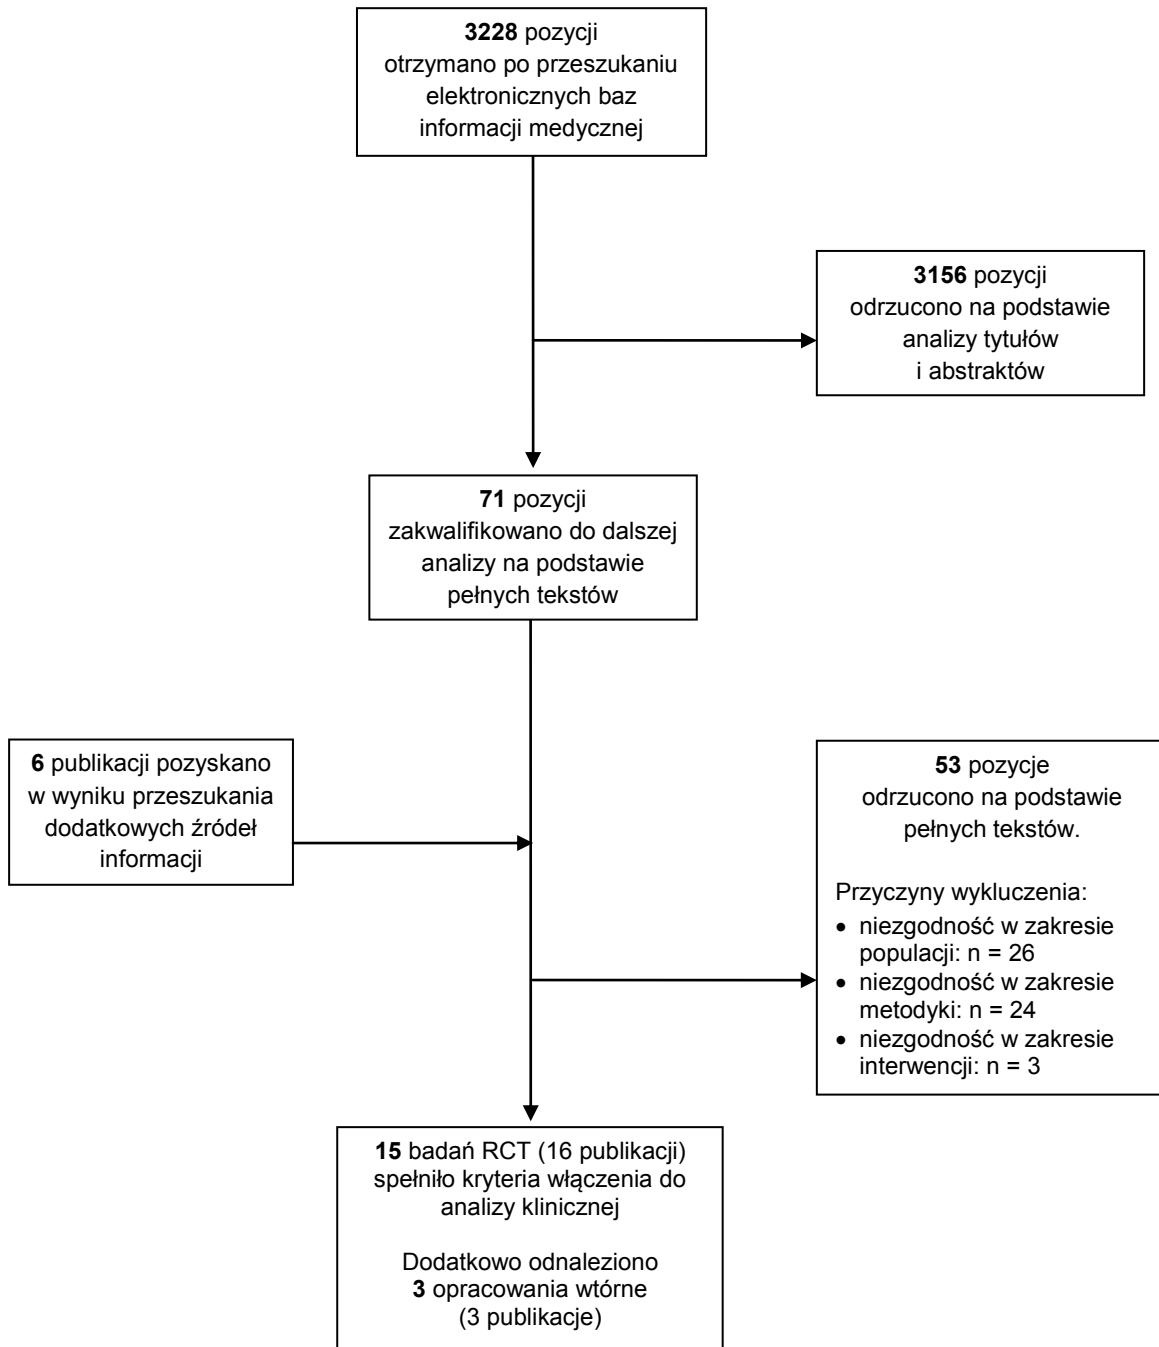 3228 pozycji
otrzymano po przeszukaniu
elektronicznych baz
informacji medycznej
3156 pozycji
odrzucono na podstawie
analizy tytułów
i abstraktów
71 pozycji
zakwalifikowano do dalszej
analizy na podstawie
pełnych tekstów
6 publikacji pozyskano
w wyniku przeszukania
dodatkowych źródeł
informacji
53 pozycje
odrzucono na podstawie
pełnych tekstów.
Przyczyny wykluczenia:
• niezgodność w zakresie
populacji: n = 26
• niezgodność w zakresie
metodyki: n = 24
• niezgodność w zakresie
interwencji: n = 3
15 badań RCT (16 publikacji)
spełniło kryteria włączenia do
analizy klinicznej
Dodatkowo odnaleziono
3 opracowania wtórne
(3 publikacje)